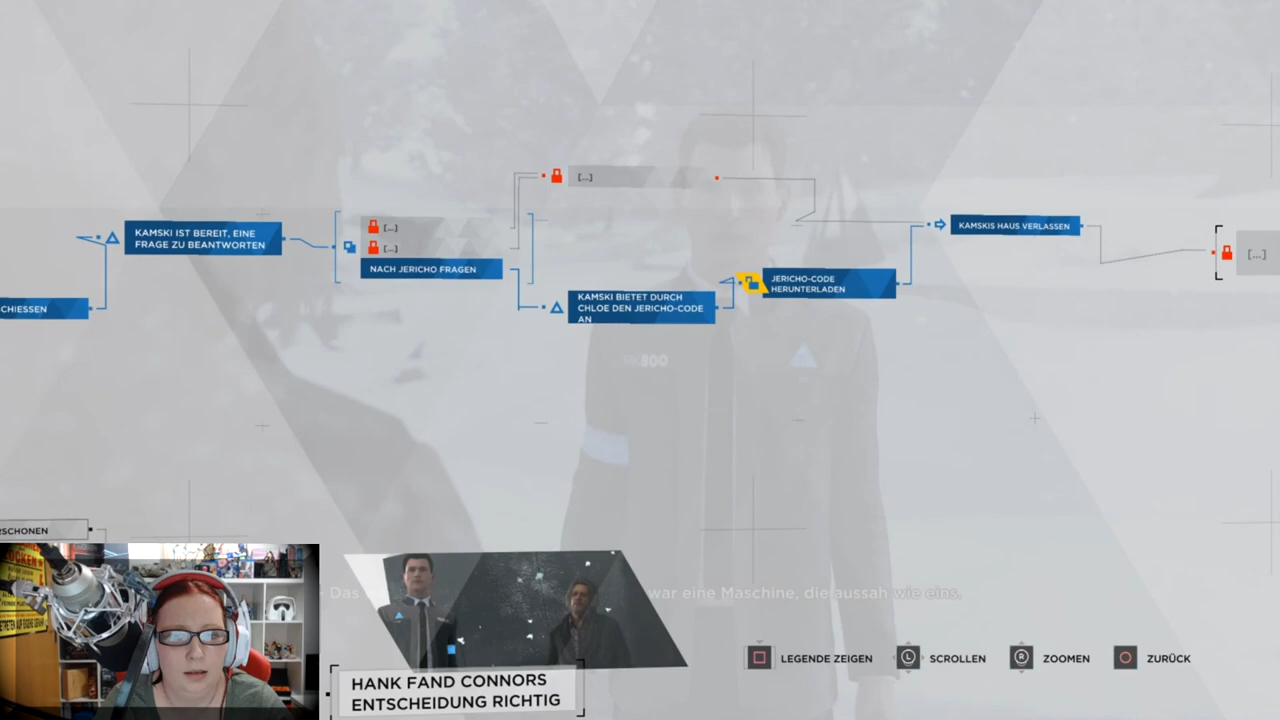 [...]
KAMSKI IST BEREIT, EINE
FRAGE ZU BEANTWORTEN
[...]
[...]
NACH JERICHO FRAGEN
KAMSKI BIETET DURCH
CHLOE DEN JERICHO-CODE
AN
JERICHO-CODE
HERUNTERLADEN
KAMSKIS HAUS VERLASSEN
[...]
CHIESSEN
RK800
RSCHONEN
- Das
war eine Maschine, die aussah wie eins.
HANK FAND CONNORS
ENTSCHEIDUNG RICHTIG
LEGENDE ZEIGEN
L SCROLLEN
R ZOOMEN
ZURÜCK